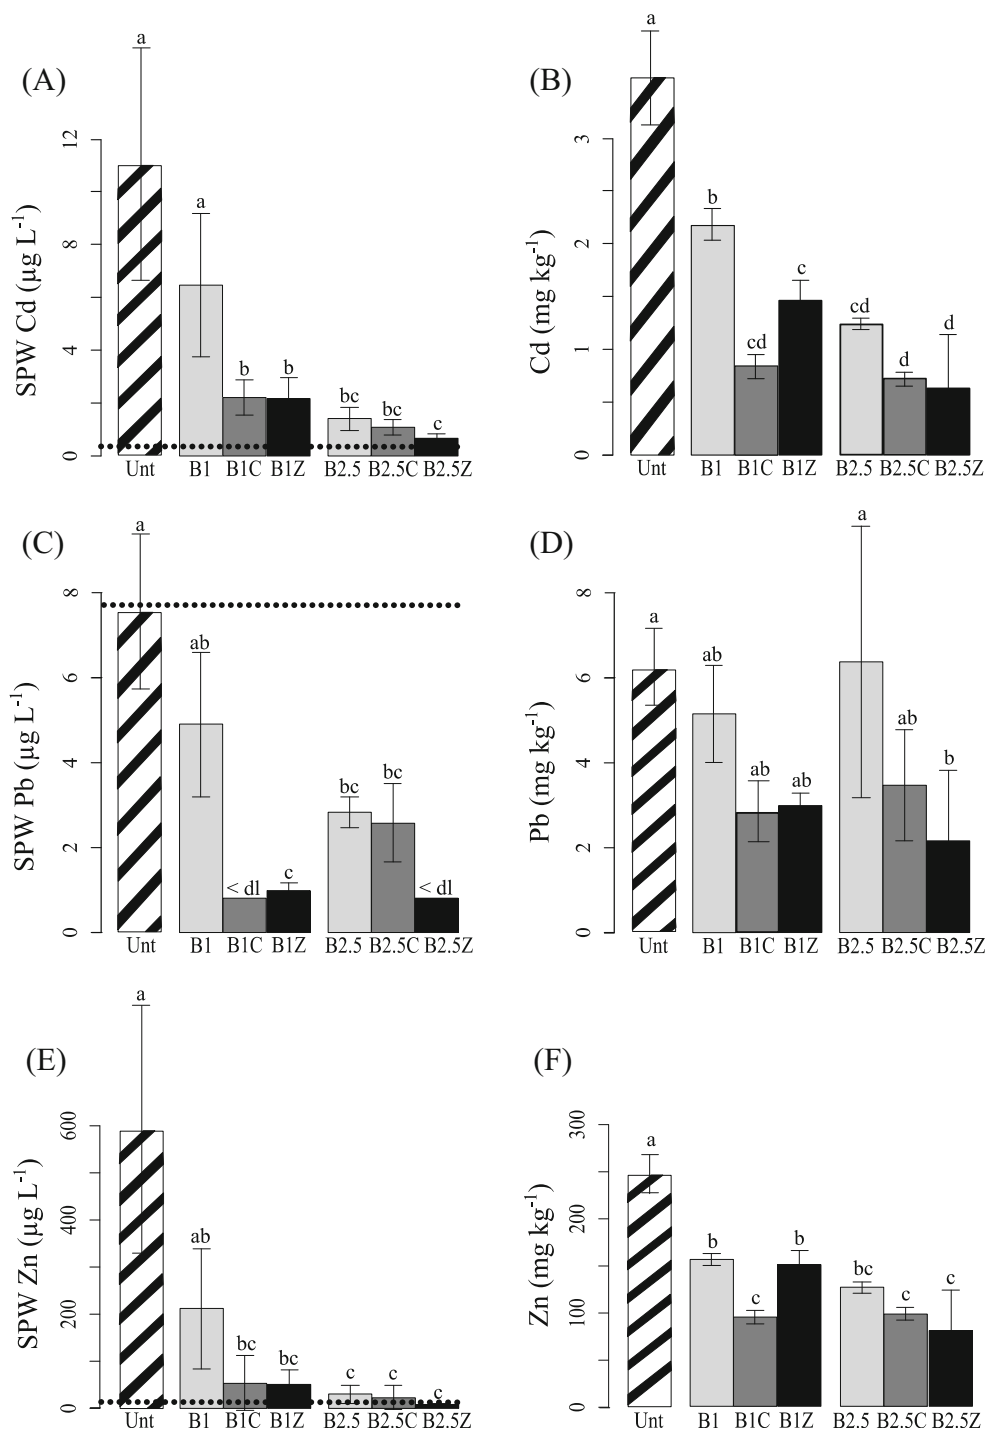 (A)
SPW Cd (µg L⁻¹)
12
8
4
0
a
a
b
b
bc
bc
c
Unt B1 B1C B1Z B2.5 B2.5C B2.5Z
(B)
Cd (mg kg⁻¹)
3
2
1
0
a
b
cd
c
cd
d
d
Unt B1 B1C B1Z B2.5 B2.5C B2.5Z
(C)
SPW Pb (µg L⁻¹)
8
6
4
2
0
a
ab
< dl
c
bc
bc
< dl
Unt B1 B1C B1Z B2.5 B2.5C B2.5Z
(D)
Pb (mg kg⁻¹)
8
6
4
2
0
a
ab
ab
ab
a
ab
b
Unt B1 B1C B1Z B2.5 B2.5C B2.5Z
(E)
SPW Zn (µg L⁻¹)
600
400
200
0
a
ab
bc
bc
c
c
c
Unt B1 B1C B1Z B2.5 B2.5C B2.5Z
(F)
Zn (mg kg⁻¹)
300
200
100
0
a
b
c
b
bc
c
c
Unt B1 B1C B1Z B2.5 B2.5C B2.5Z